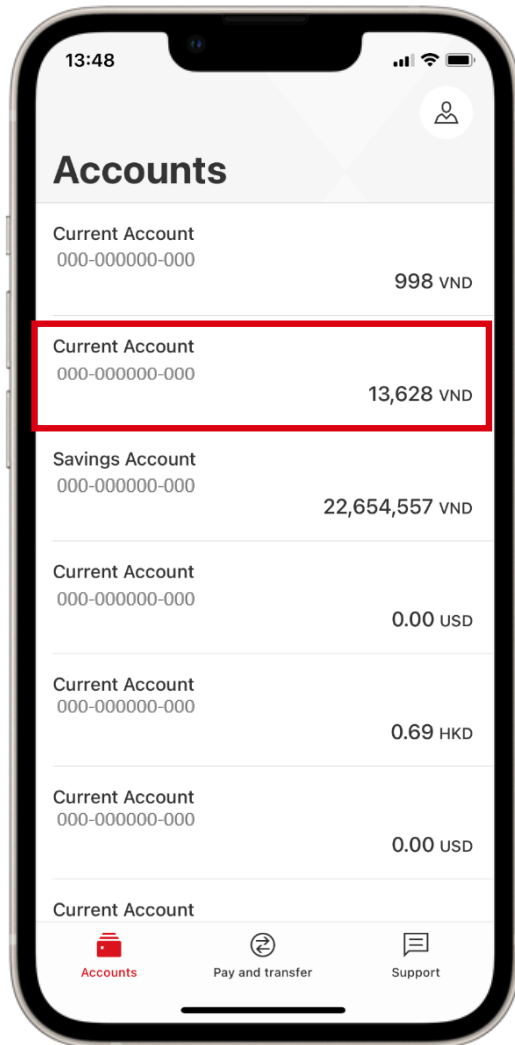 13:48
Accounts
Current Account
000-000000-000
998 VND
Current Account
000-000000-000
13,628 VND
Savings Account
000-000000-000
22,654,557 VND
Current Account
000-000000-000
0.00 USD
Current Account
000-000000-000
0.69 HKD
Current Account
000-000000-000
0.00 USD
Current Account
Accounts Pay and transfer Support